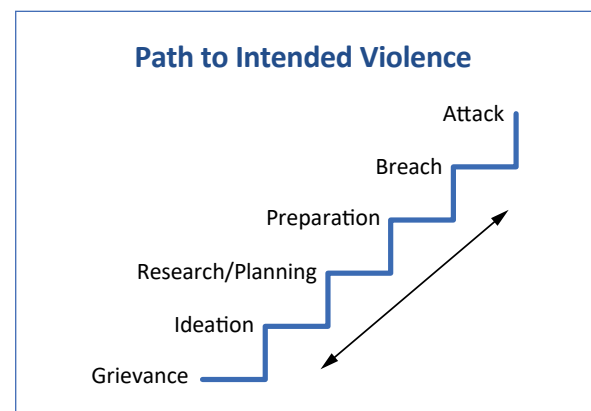 Path to Intended Violence
Attack
Breach
Preparation
Research/Planning
Ideation
Grievance